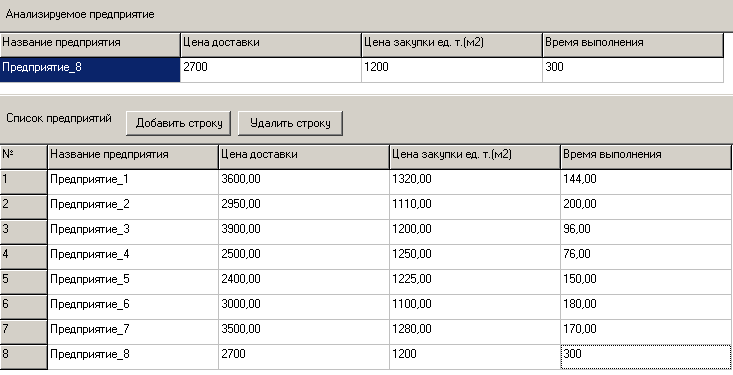 Анализируемое предприятие
Название предприятия Цена доставки Цена закупки ед. т.(м2) Время выполнения
Предприятие_8 2700 1200 300
Список предприятий Добавить строку Удалить строку
№ Название предприятия Цена доставки Цена закупки ед. т.(м2) Время выполнения
1 Предприятие_1 3600,00 1320,00 144,00
2 Предприятие_2 2950,00 1110,00 200,00
3 Предприятие_3 3900,00 1200,00 96,00
4 Предприятие_4 2500,00 1250,00 76,00
5 Предприятие_5 2400,00 1225,00 150,00
6 Предприятие_6 3000,00 1100,00 180,00
7 Предприятие_7 3500,00 1280,00 170,00
8 Предприятие_8 2700 1200 300